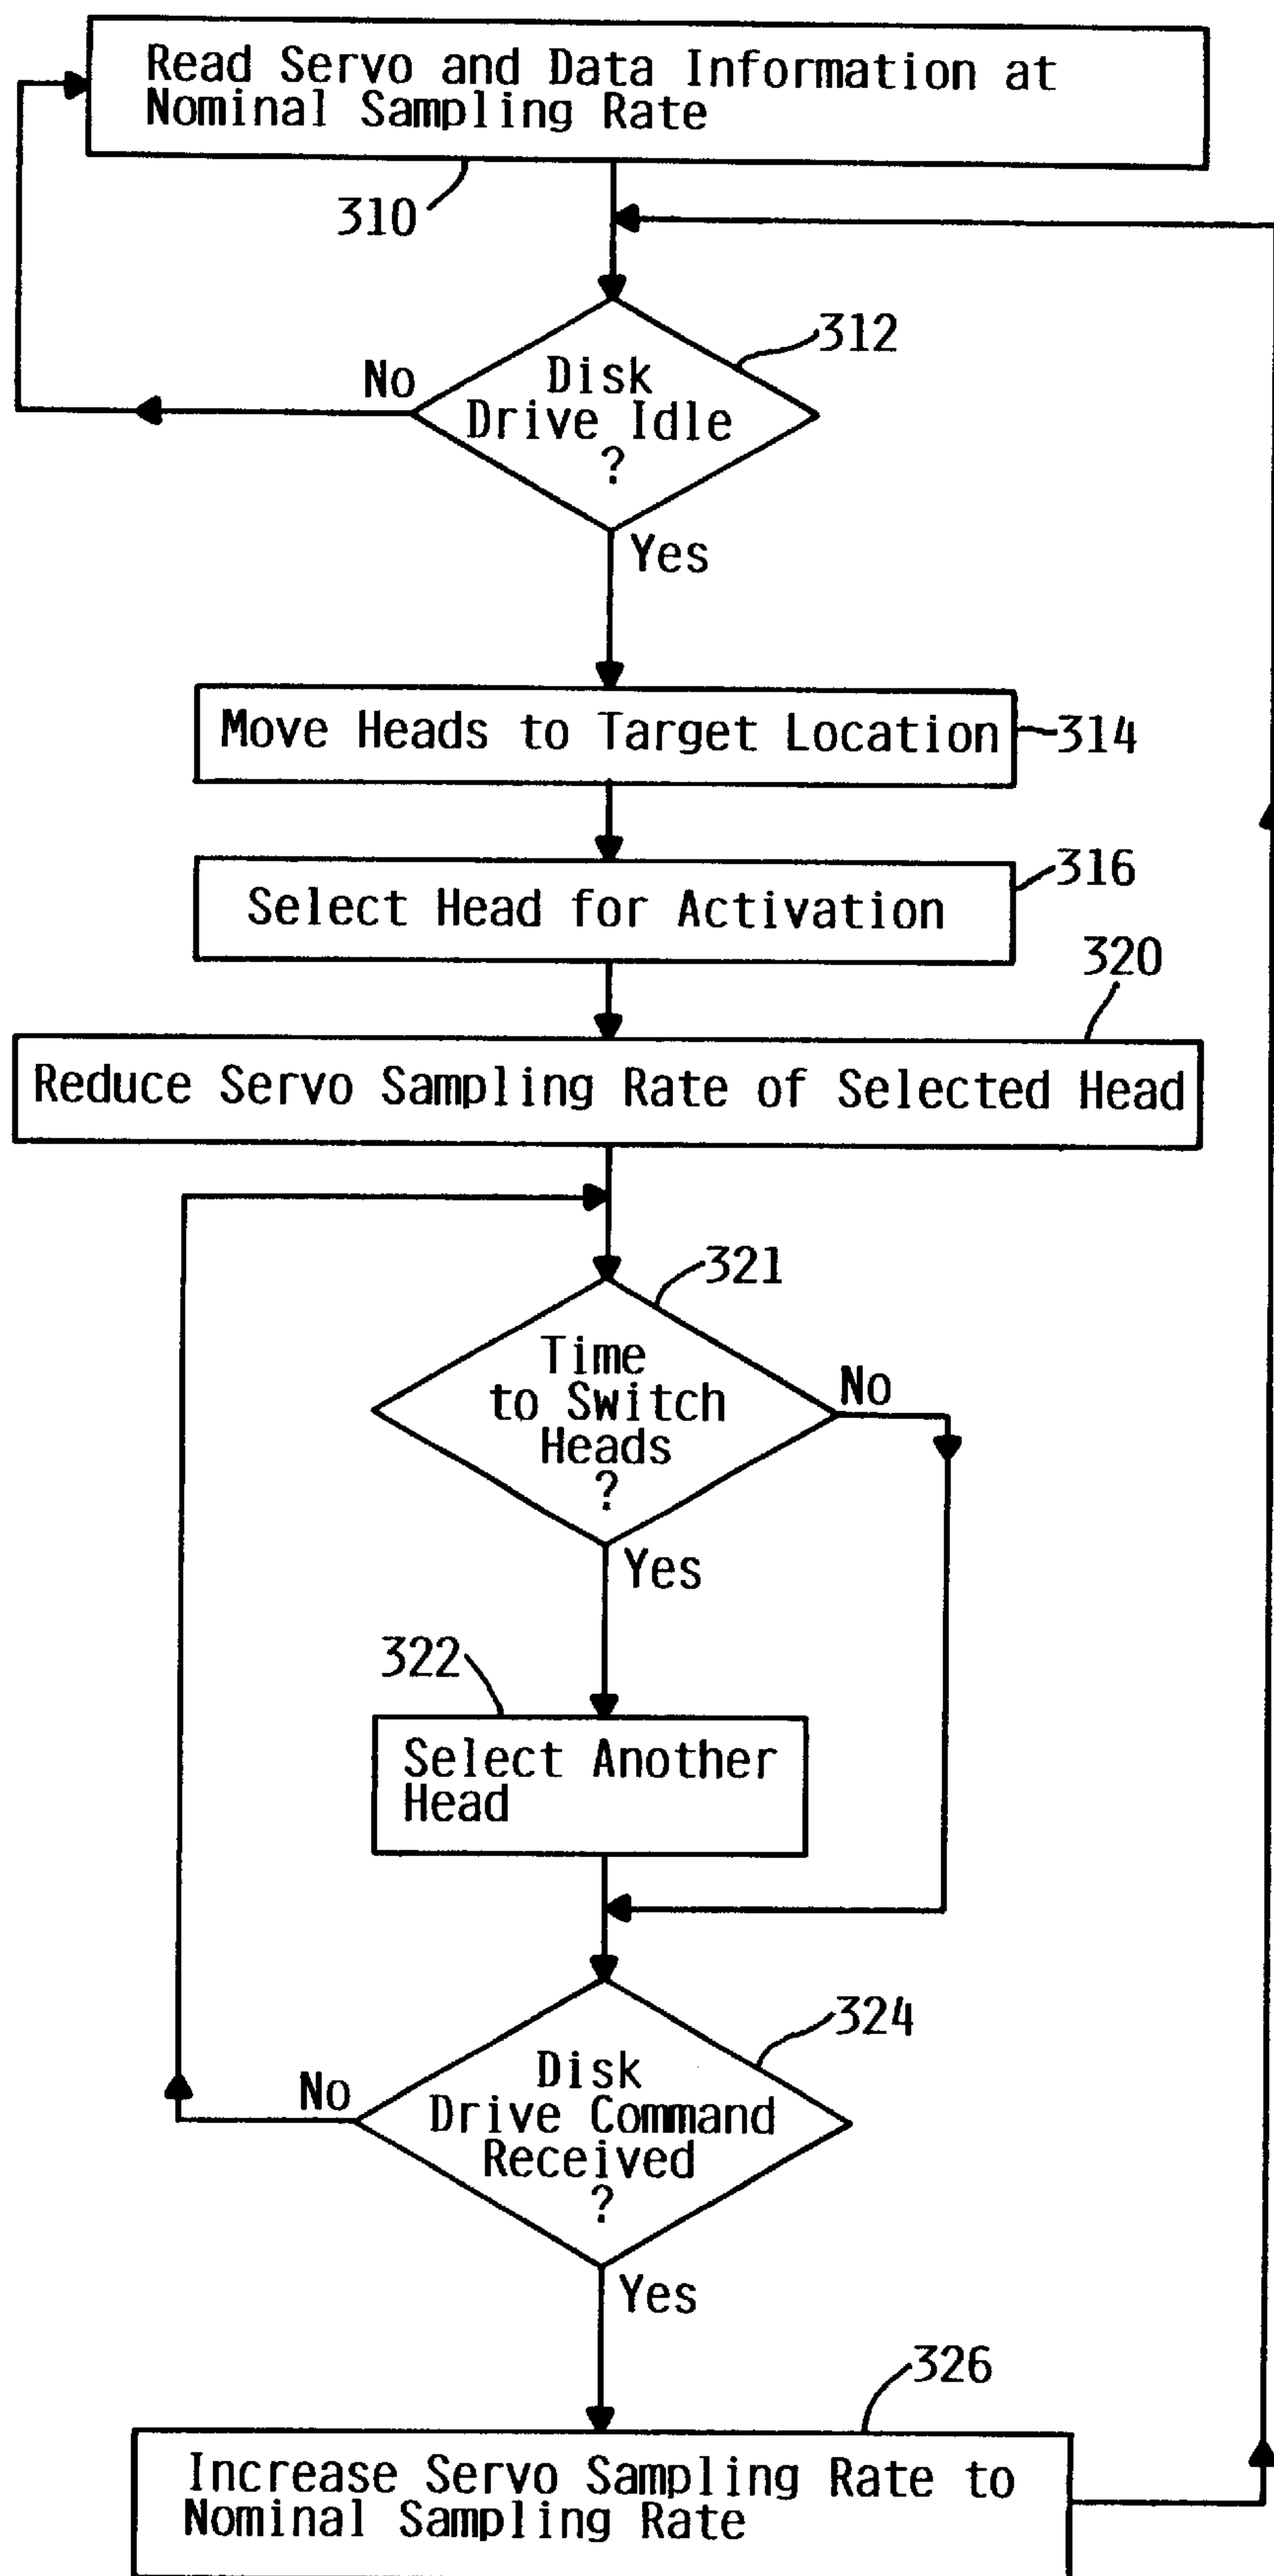 Read Servo and Data Information at
Nominal Sampling Rate
310
312
No
Disk
Drive Idle
?
Yes
Move Heads to Target Location
314
316
Select Head for Activation
320
Reduce Servo Sampling Rate of Selected Head
321
Time
to Switch
Heads
?
No
Yes
322
Select Another
Head
324
No
Disk
Drive Command
Received
?
Yes
326
Increase Servo Sampling Rate to
Nominal Sampling Rate